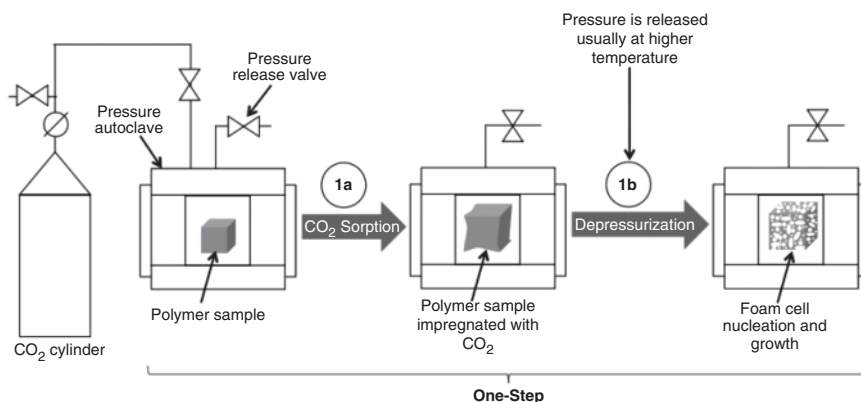 Pressure is released
usually at higher
temperature
Pressure
release valve
Pressure
autoclave
1a
1b
CO2 Sorption
Depressurization
Polymer sample
Polymer sample
impregnated with
CO2
Foam cell
nucleation and
growth
CO2 cylinder
One-Step